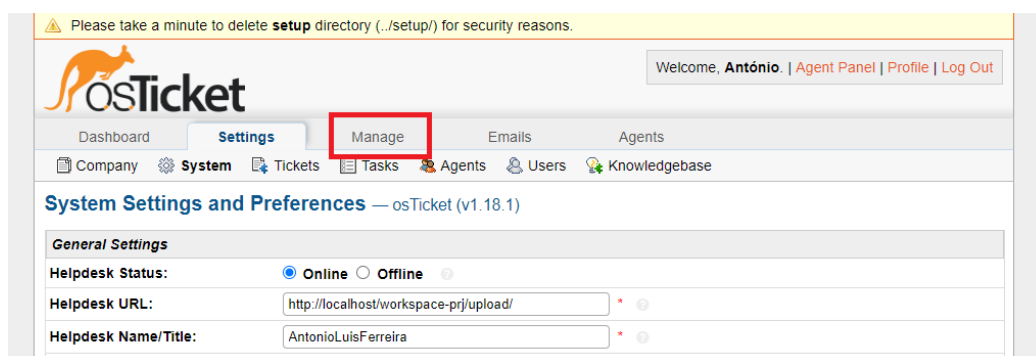 Please take a minute to delete setup directory (../setup/) for security reasons.
osTicket
Welcome, António. | Agent Panel | Profile | Log Out
Dashboard Settings Manage Emails Agents
Company System Tickets Tasks Agents Users Knowledgebase
System Settings and Preferences — osTicket (v1.18.1)
General Settings
Helpdesk Status: Online Offline
Helpdesk URL: http://localhost/workspace-prj/upload/ *
Helpdesk Name/Title: AntonioLuisFerreira *